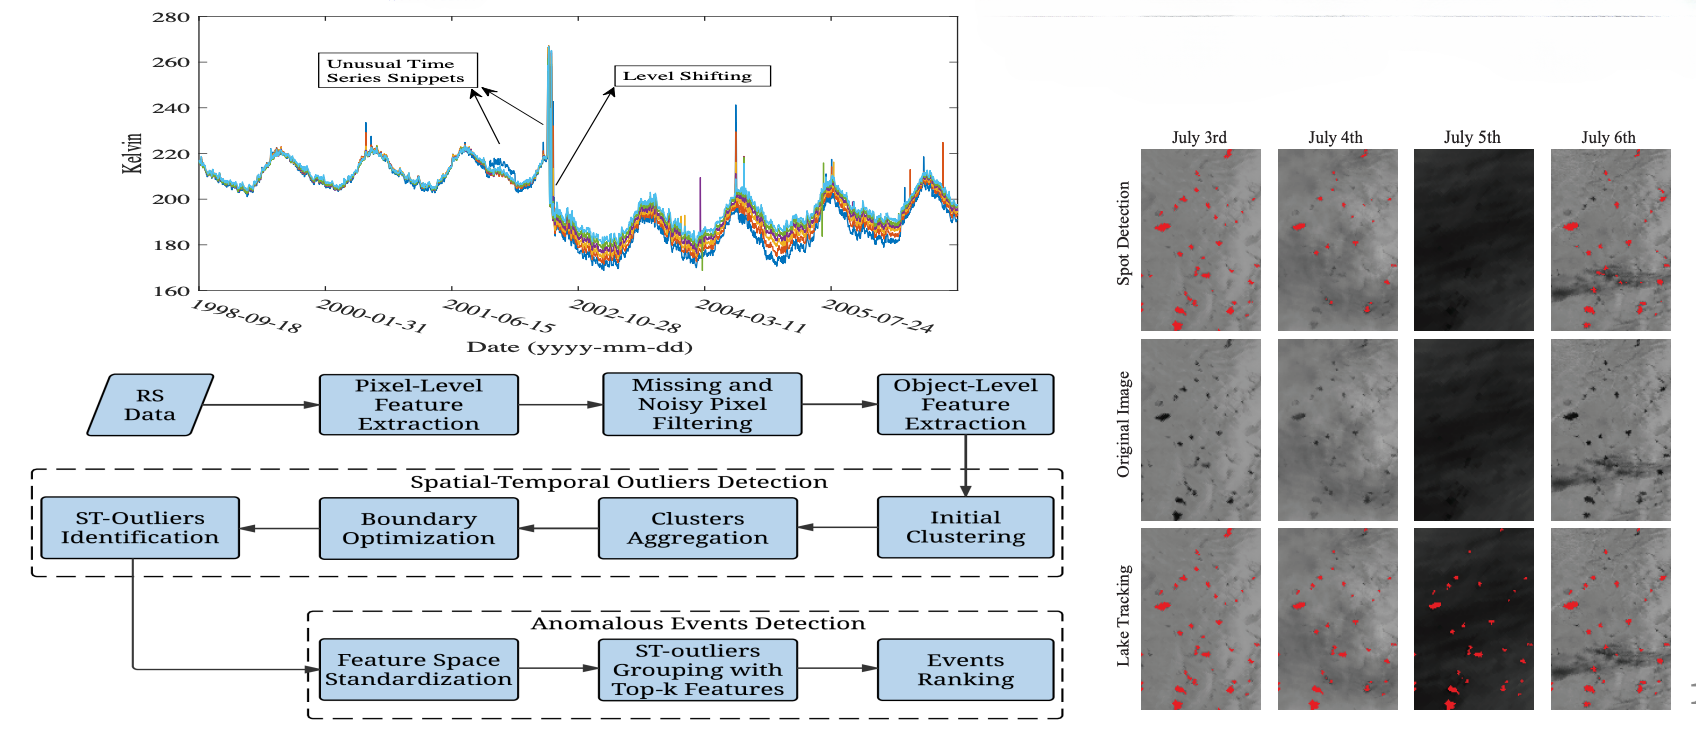 280
260
240
220
200
180
160
Kelvin
Unusual Time
Series Snippets
Level Shifting
1998-09-18
2000-01-31
2001-06-15
2002-10-28
2004-03-11
2005-07-24
Date (yyyy-mm-dd)
RS
Data
Pixel-Level
Feature
Extraction
Missing and
Noisy Pixel
Filtering
Object-Level
Feature
Extraction
Spatial-Temporal Outliers Detection
ST-Outliers
Identification
Boundary
Optimization
Clusters
Aggregation
Initial
Clustering
Anomalous Events Detection
Feature Space
Standardization
ST-outliers
Grouping with
Top-k Features
Events
Ranking
July 3rd
July 4th
July 5th
July 6th
Spot Detection
Original Image
Lake Tracking